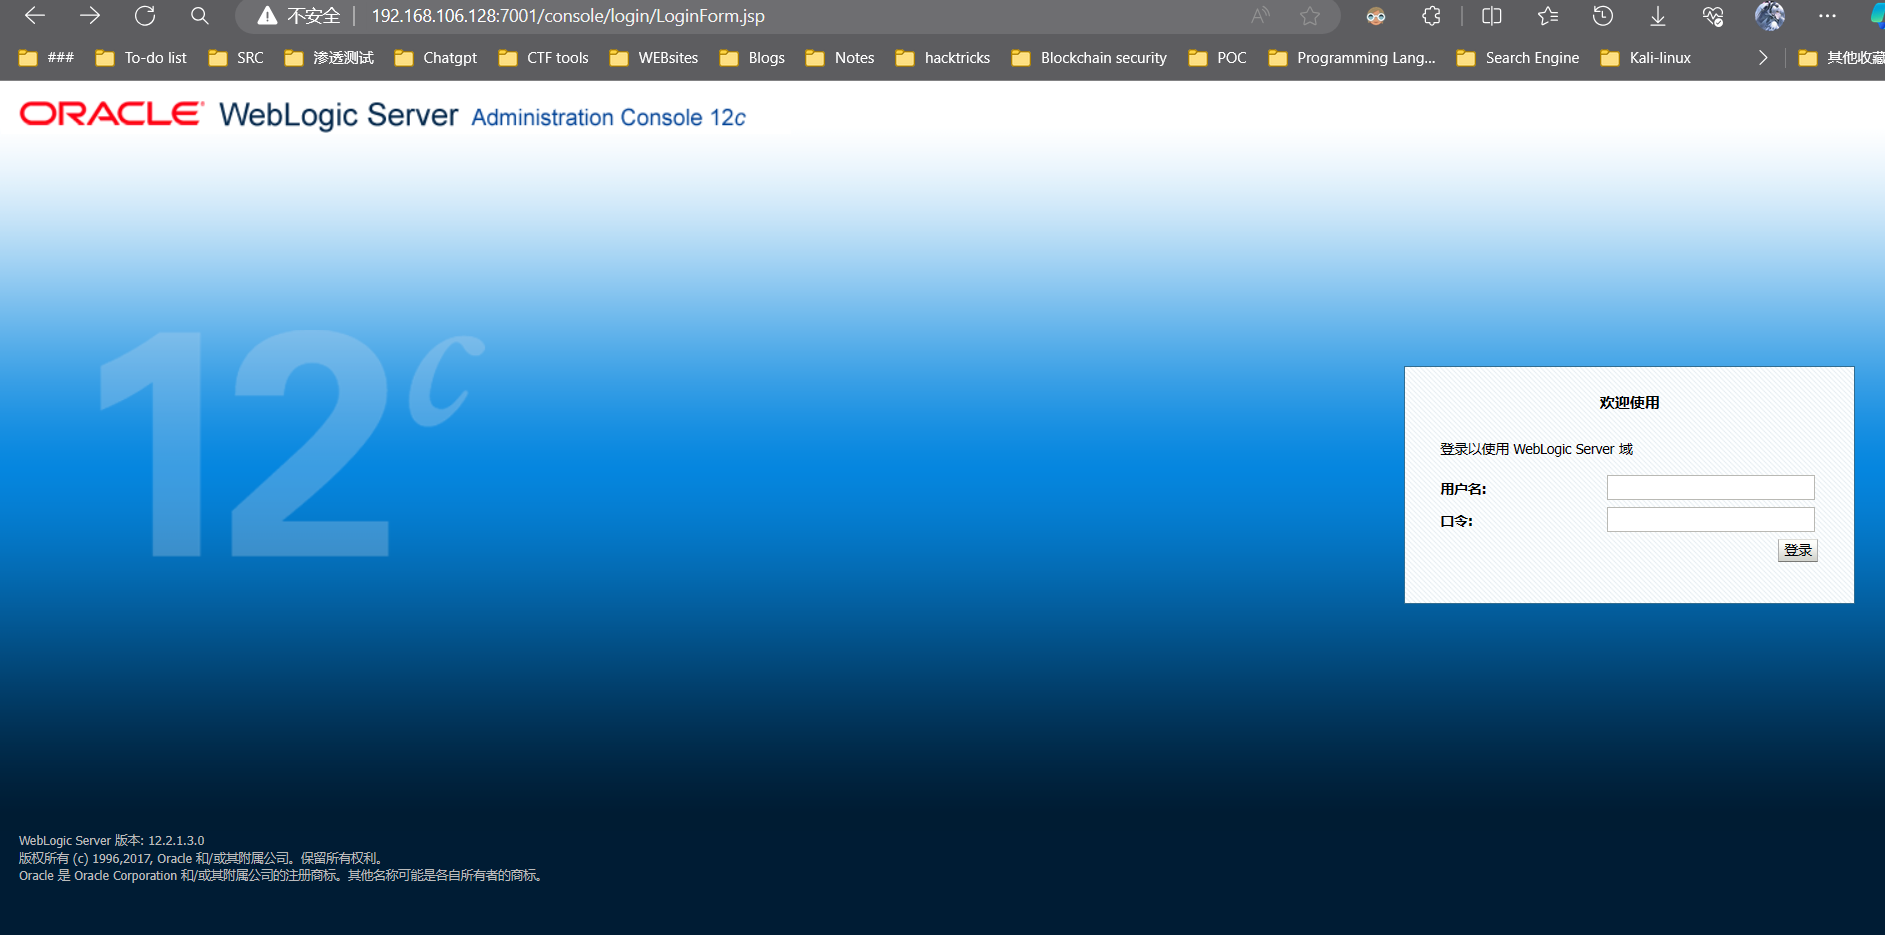 不安全 192.168.106.128:7001/console/login/LoginForm.jsp
### To-do list SRC 渗透测试 Chatgpt CTF tools WEBsites Blogs Notes hacktricks Blockchain security POC Programming Lang... Search Engine Kali-linux 其他收藏
ORACLE WebLogic Server Administration Console 12c
12c
欢迎使用
登录以使用 WebLogic Server 域
用户名:
口令:
登录
WebLogic Server 版本: 12.2.1.3.0
版权所有 (c) 1996,2017, Oracle 和/或其附属公司。保留所有权利。
Oracle 是 Oracle Corporation 和/或其附属公司的注册商标。其他名称可能是各自所有者的商标。